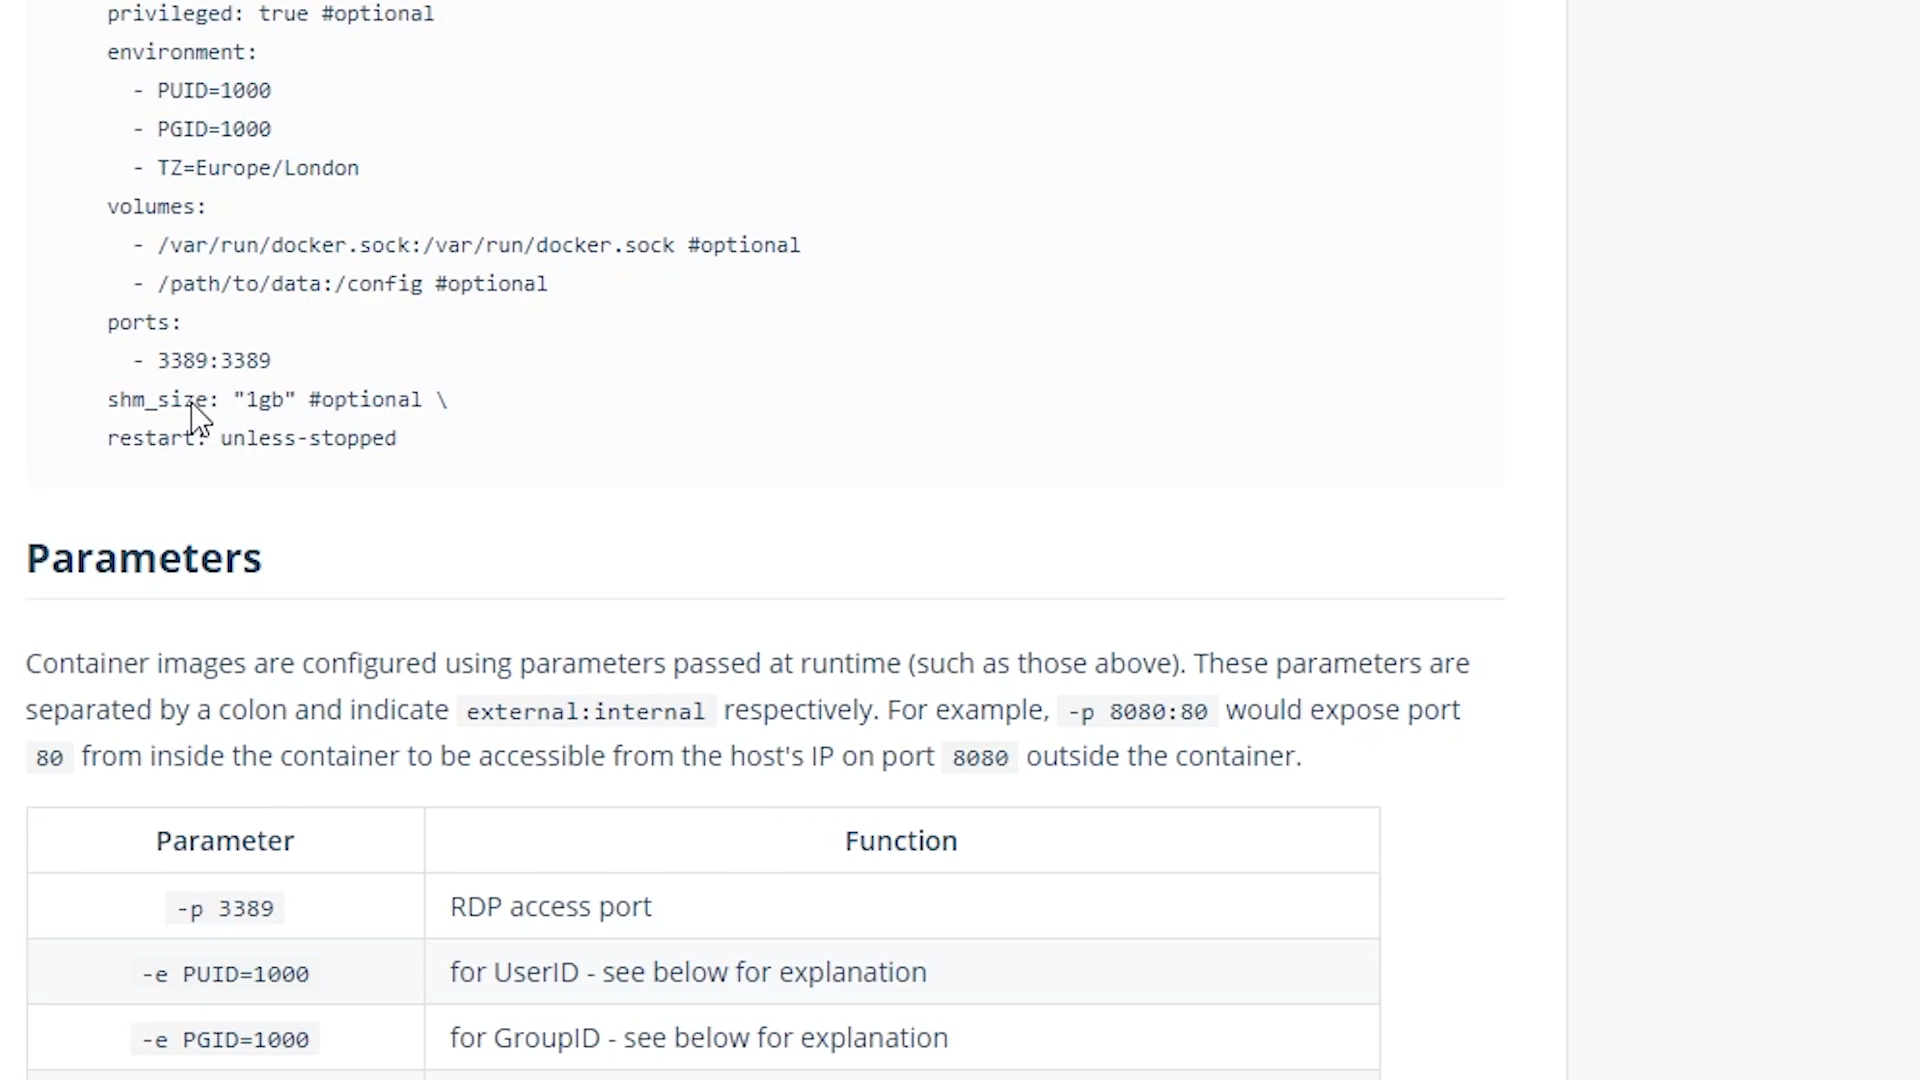 privileged: true #optional
environment:
- PUID=1000
- PGID=1000
- TZ=Europe/London
volumes:
- /var/run/docker.sock:/var/run/docker.sock #optional
- /path/to/data:/config #optional
ports:
- 3389:3389
shm_size: "1gb" #optional \
restart: unless-stopped
Parameters
Container images are configured using parameters passed at runtime (such as those above). These parameters are
separated by a colon and indicate external:internal respectively. For example, -p 8080:80 would expose port
80 from inside the container to be accessible from the host's IP on port 8080 outside the container.
Parameter Function
-p 3389 RDP access port
-e PUID=1000 for UserID - see below for explanation
-e PGID=1000 for GroupID - see below for explanation